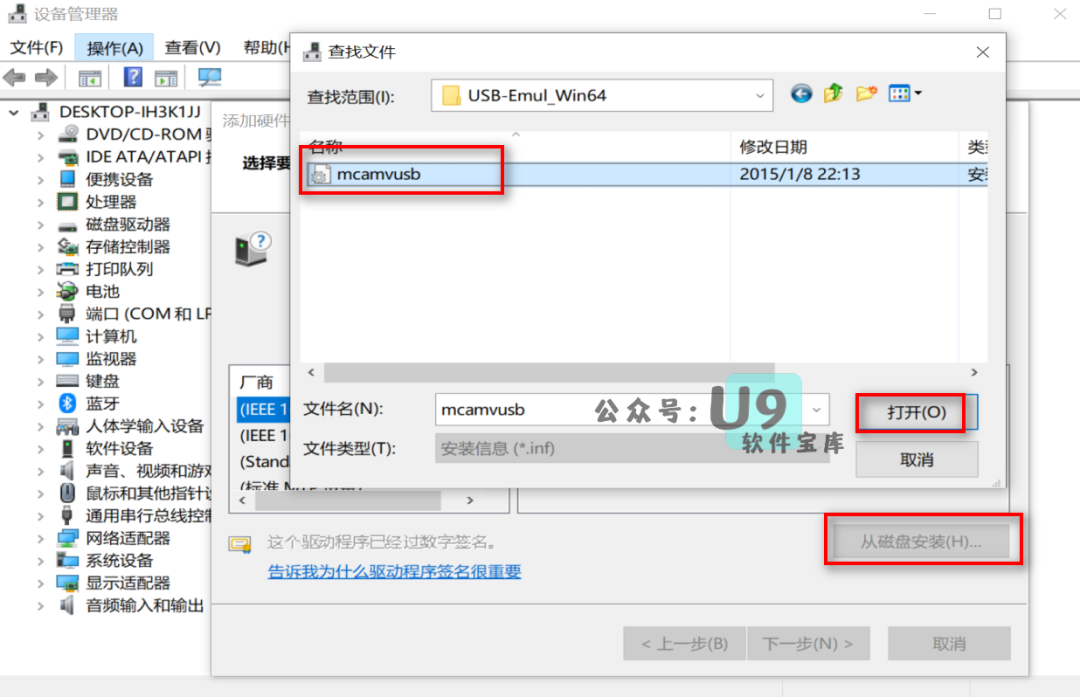 设备管理器
文件(F) 操作(A) 查看(V) 帮助(H
查找文件
查找范围(I): USB-Emul_Win64
名称 修改日期
mcamvusb 2015/1/8 22:13 安
文件名(N): mcamvusb 打开(O)
文件类型(T): 安装信息 (*.inf) 取消
公众号: U9
软件宝库
DESKTOP-IH3K1JJ
DVD/CD-ROM
IDE ATA/ATAPI
便携设备
处理器
磁盘驱动器
存储控制器
打印队列
电池
端口 (COM 和 LP
计算机
监视器
键盘
蓝牙
人体学输入设备
软件设备
声音、视频和游
鼠标和其他指针
通用串行总线控
网络适配器
系统设备
显示适配器
音频输入和输出
添加硬件
选择要
厂商
(IEEE 1
(IEEE 1
(Stand
从磁盘安装(H)...
这个驱动程序已经过数字签名。
告诉我为什么驱动程序签名很重要
< 上一步(B) 下一步(N) > 取消